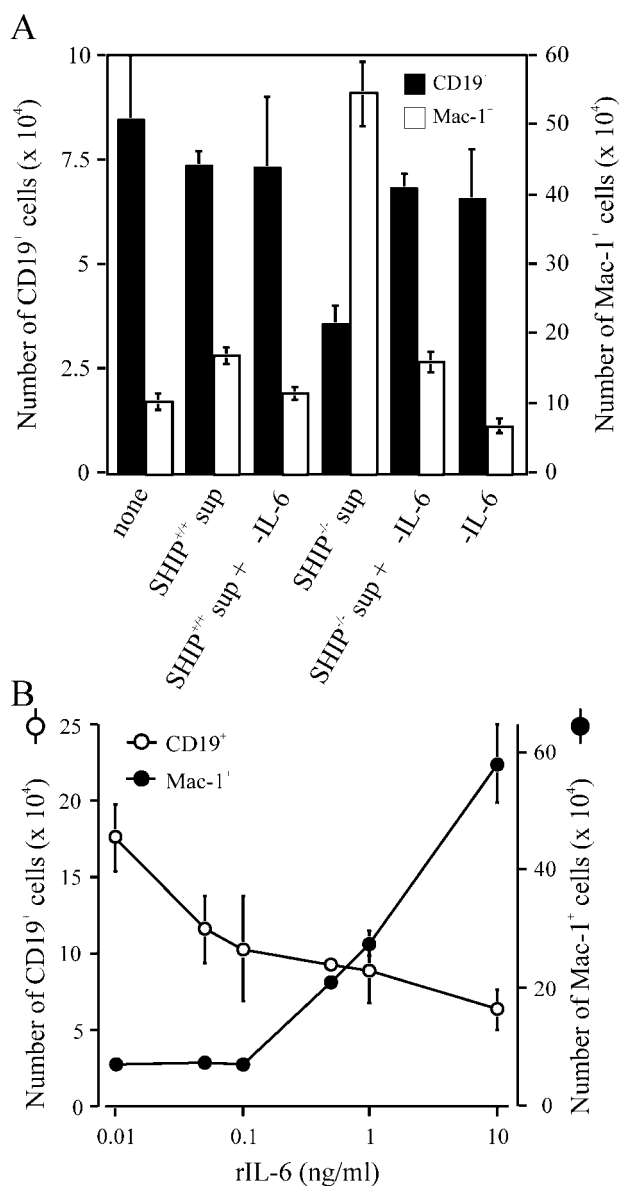 A
Number of CD19⁺ cells (x 10⁴)
10
7.5
5
2.5
0
CD19⁺
Mac-1⁺
60
50
40
30
20
10
0
Number of Mac-1⁺ cells (x 10⁴)
none
SHIP⁺/⁺ sup
SHIP⁺/⁺ sup + -IL-6
SHIP⁻/⁻ sup
SHIP⁻/⁻ sup + -IL-6
-IL-6
B
Number of CD19⁺ cells (x 10⁴)
25
20
15
10
5
0
CD19⁺
Mac-1⁺
60
40
20
0
Number of Mac-1⁺ cells (x 10⁴)
0.01
0.1
1
10
rIL-6 (ng/ml)